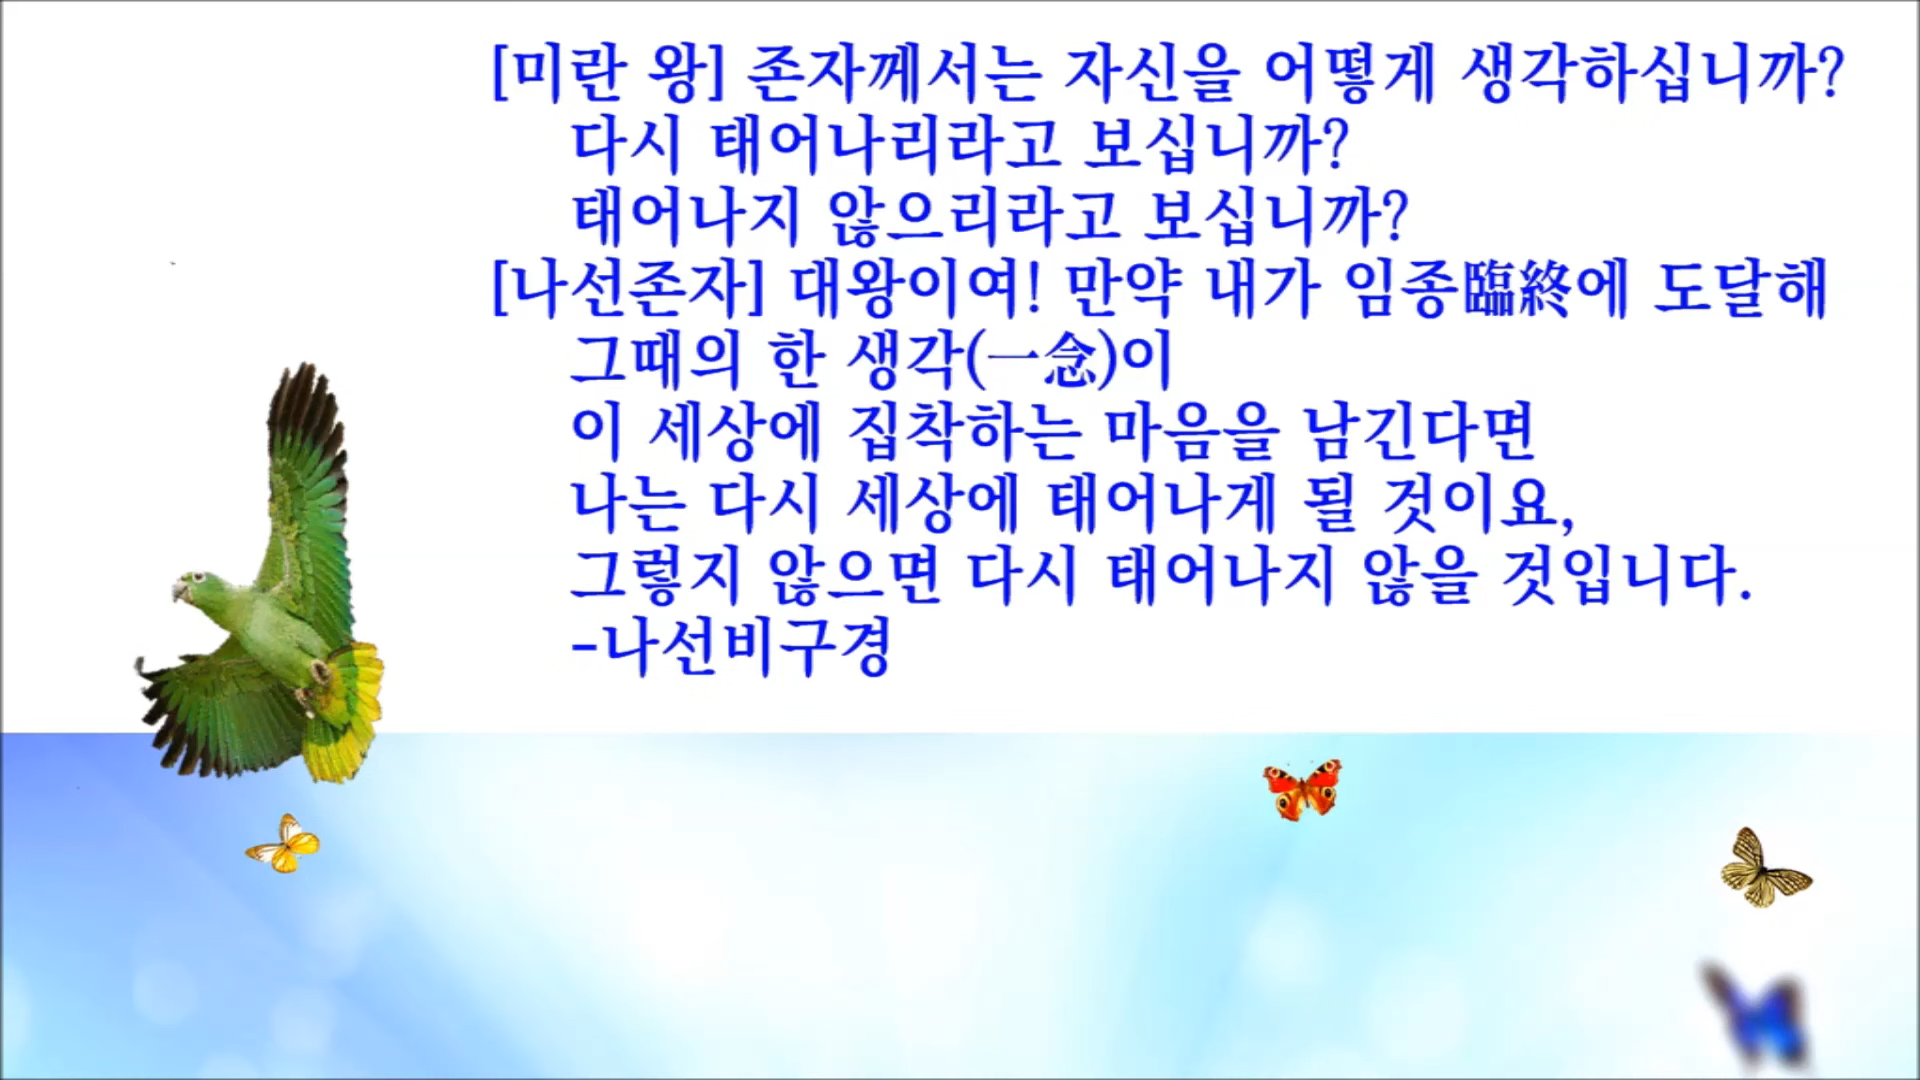 [미란 왕] 존자께서는 자신을 어떻게 생각하십니까?
다시 태어나리라고 보십니까?
태어나지 않으리라고 보십니까?
[나선존자] 대왕이여! 만약 내가 임종臨終에 도달해
그때의 한 생각(一念)이
이 세상에 집착하는 마음을 남긴다면
나는 다시 세상에 태어나게 될 것이요,
그렇지 않으면 다시 태어나지 않을 것입니다.
-나선비구경